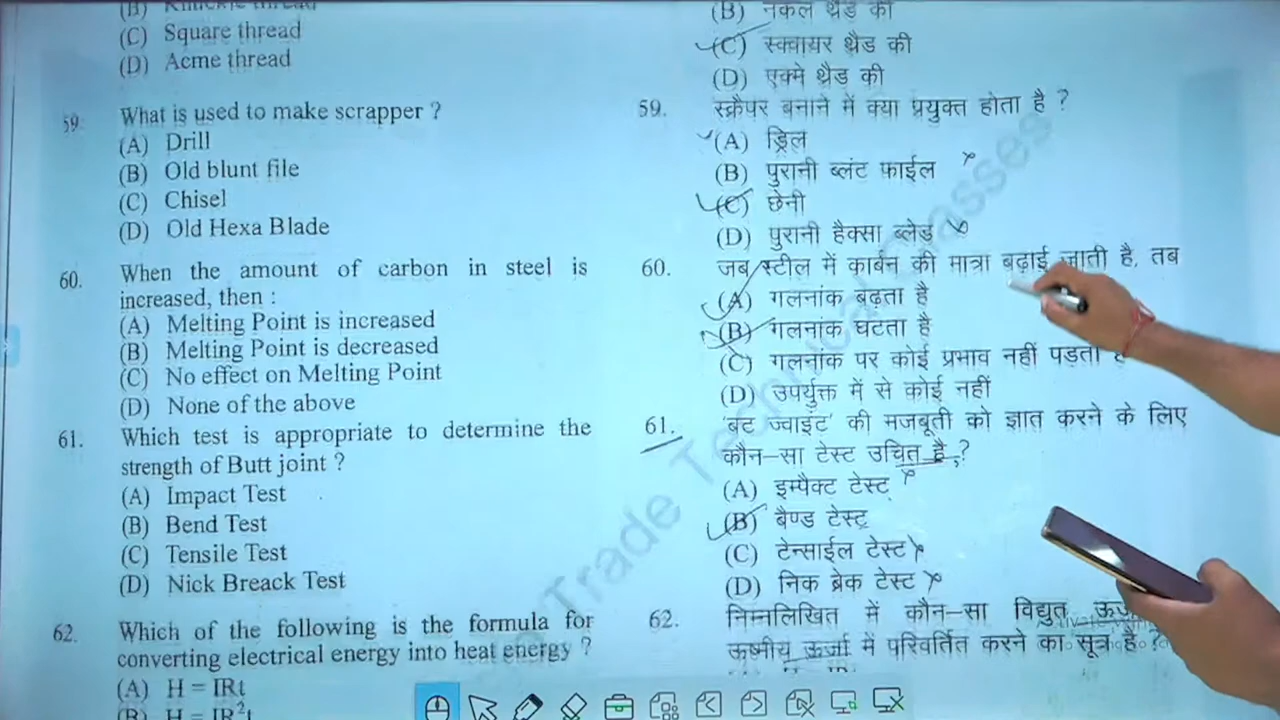 (B) Knuckle thread
(C) Square thread
(D) Acme thread
59. What is used to make scrapper ?
(A) Drill
(B) Old blunt file
(C) Chisel
(D) Old Hexa Blade
60. When the amount of carbon in steel is
increased, then :
(A) Melting Point is increased
(B) Melting Point is decreased
(C) No effect on Melting Point
(D) None of the above
61. Which test is appropriate to determine the
strength of Butt joint ?
(A) Impact Test
(B) Bend Test
(C) Tensile Test
(D) Nick Breack Test
62. Which of the following is the formula for
converting electrical energy into heat energy ?
(A) H = IRt
(B) H = IR²t
(B) नकल थ्रैड की
(C) स्क्वायर थ्रैड की
(D) एक्मे थ्रैड की
59. स्क्रैपर बनाने में क्या प्रयुक्त होता है ?
(A) ड्रिल
(B) पुरानी ब्लंट फाईल
(C) छेनी
(D) पुरानी हैक्सा ब्लेड
60. जब स्टील में कार्बन की मात्रा बढ़ाई जाती है, तब
(A) गलनांक बढ़ता है
(B) गलनांक घटता है
(C) गलनांक पर कोई प्रभाव नहीं पड़ता है
(D) उपर्युक्त में से कोई नहीं
61. 'बट ज्वाइंट' की मजबूती को ज्ञात करने के लिए
कौन–सा टेस्ट उचित है ?
(A) इम्पैक्ट टेस्ट
(B) बैण्ड टेस्ट
(C) टेन्साईल टेस्ट
(D) निक ब्रेक टेस्ट
62. निम्नलिखित में कौन–सा विद्युत
ऊष्मीय ऊर्जा में परिवर्तित करने का सूत्र है ?
Trade Technical Classes